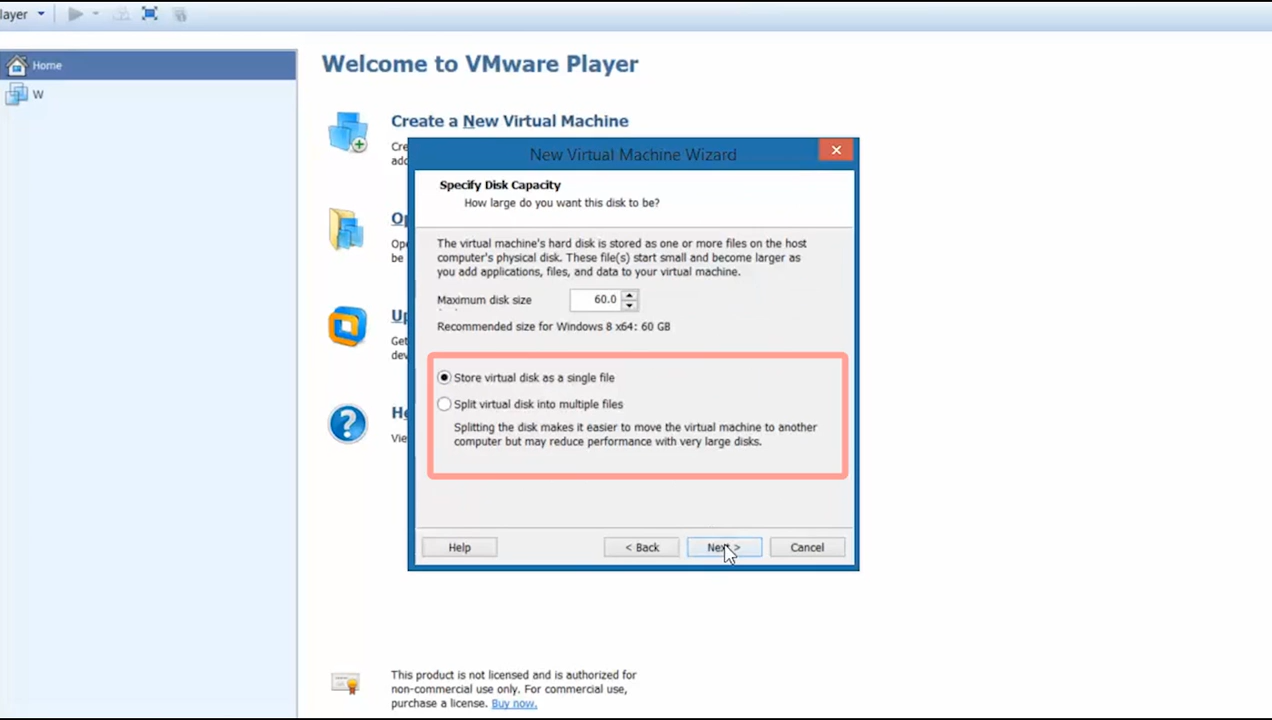 layer
Home
W
Welcome to VMware Player
Create a New Virtual Machine
Cre
add
Op
Ope
be
Up
Get
dev
He
Vie
New Virtual Machine Wizard
Specify Disk Capacity
How large do you want this disk to be?
The virtual machine's hard disk is stored as one or more files on the host
computer's physical disk. These file(s) start small and become larger as
you add applications, files, and data to your virtual machine.
Maximum disk size
60.0
Recommended size for Windows 8 x64: 60 GB
Store virtual disk as a single file
Split virtual disk into multiple files
Splitting the disk makes it easier to move the virtual machine to another
computer but may reduce performance with very large disks.
Help
< Back
Next >
Cancel
This product is not licensed and is authorized for
non-commercial use only. For commercial use,
purchase a license. Buy now.